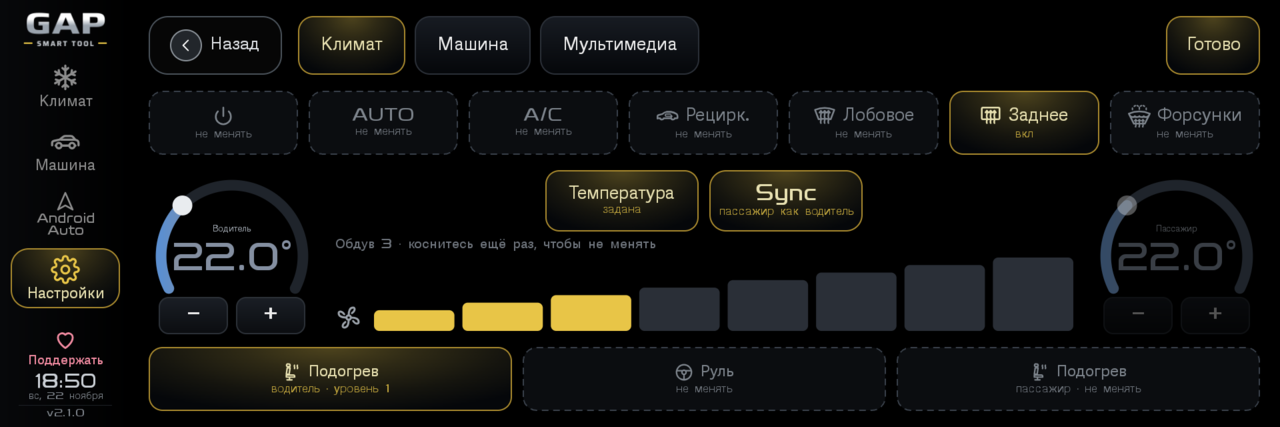 GAP
SMART TOOL
Климат
Машина
Android
Auto
Настройки
Поддержать
18:50
вс, 22 ноября
v2.1.0
Назад
Климат
Машина
Мультимедиа
Готово
не менять
AUTO
не менять
A/C
не менять
Рецирк.
не менять
Лобовое
не менять
Заднее
вкл
Форсунки
не менять
Температура
задана
Sync
пассажир как водитель
Водитель
22.0°
− +
Обдув 3 · коснитесь ещё раз, чтобы не менять
Пассажир
22.0°
− +
Подогрев
водитель · уровень 1
Руль
не менять
Подогрев
пассажир · не менять